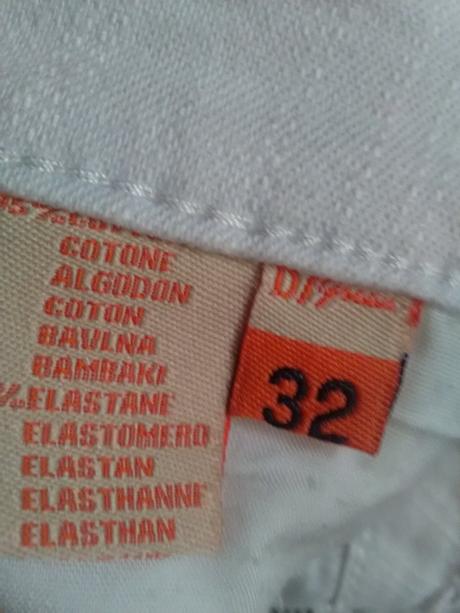 COTONE
ALGODON
COTON
BAVLNA
BAMBAKI
%ELASTANE
ELASTOMERO
ELASTAN
ELASTHANNE
ELASTHAN
32